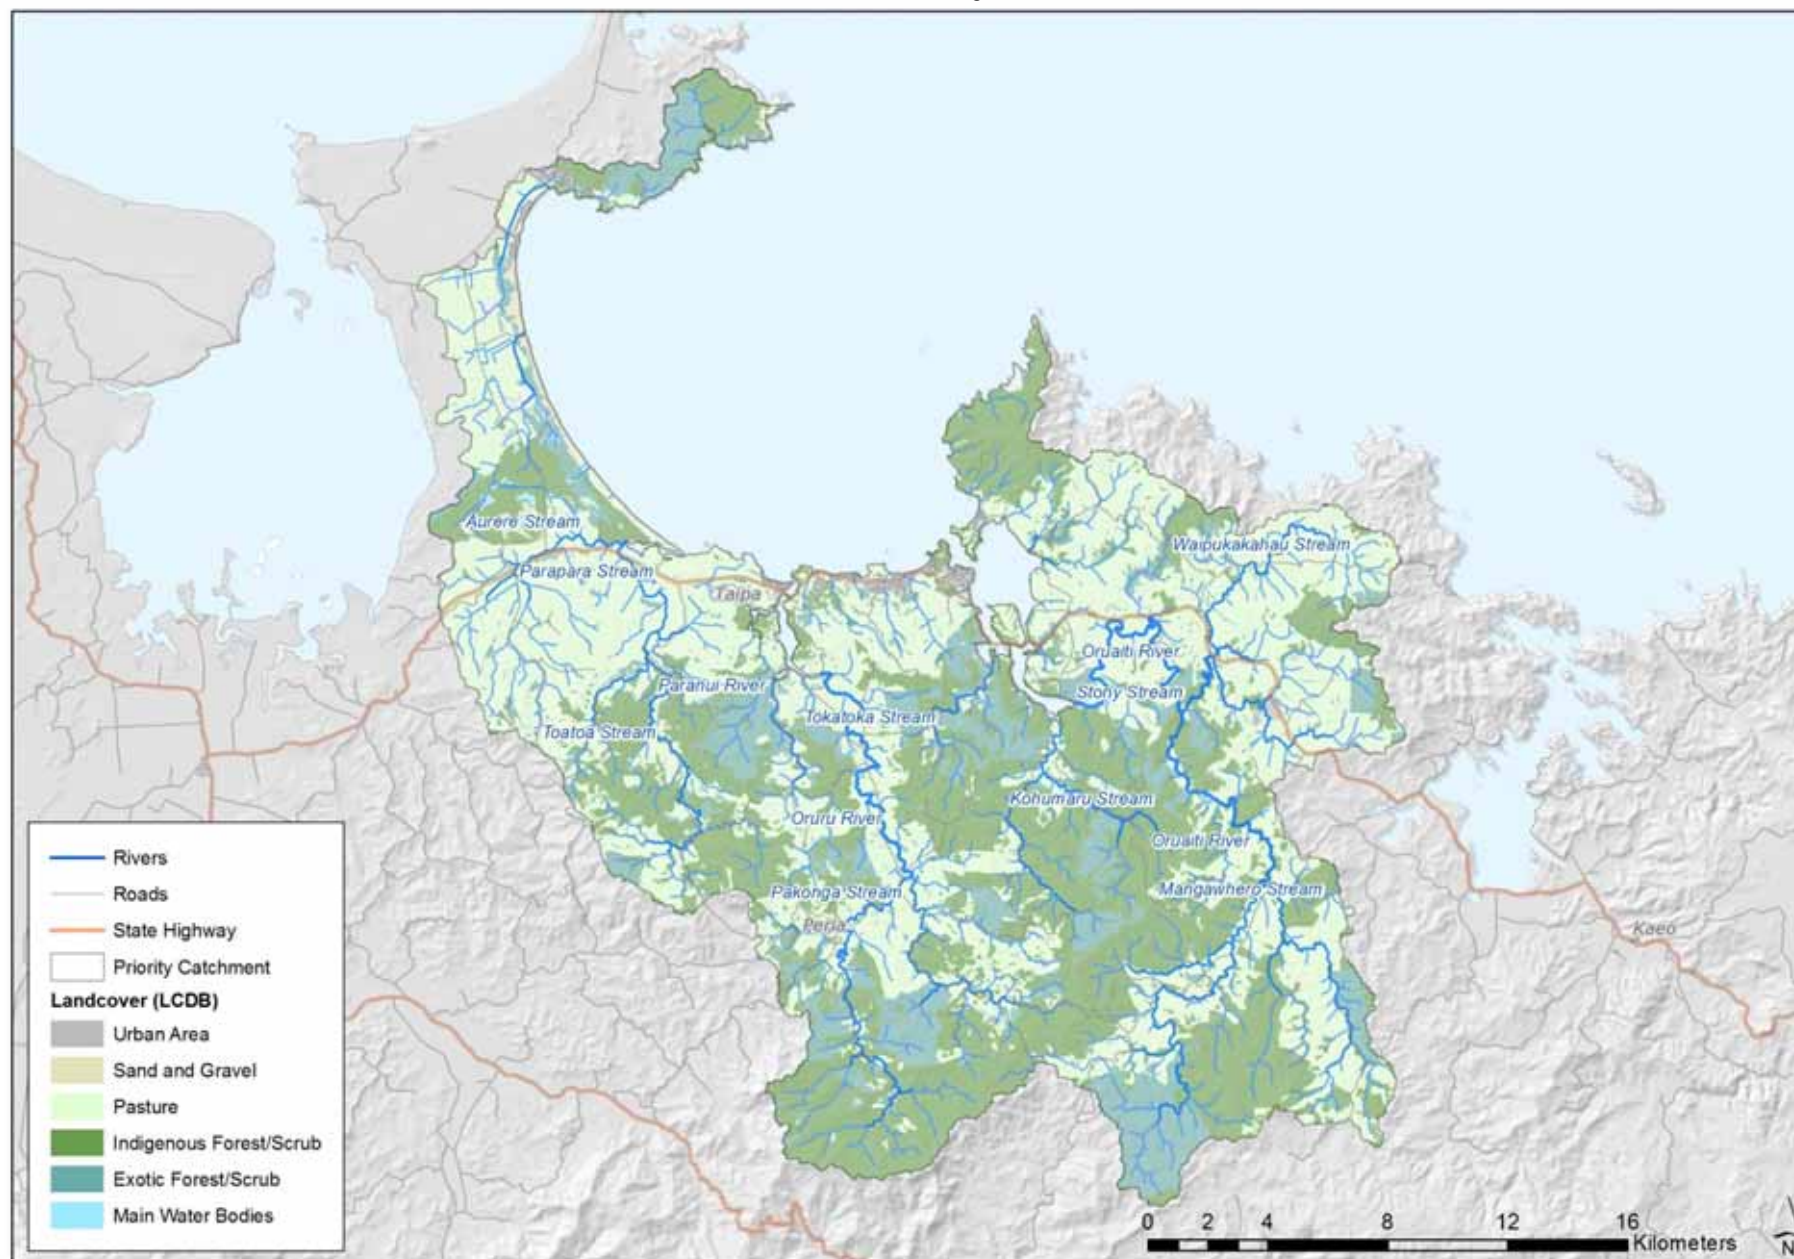 Aurere Stream
Waipukakahau Stream
Parapara Stream
Taipa
Oruaiti River
Paranui River
Stony Stream
Tokatoka Stream
Toatoa Stream
Kohumaru Stream
Oruru River
Oruaiti River
Pakonga Stream
Mangawhero Stream
Peria
Kaeo
Rivers
Roads
State Highway
Priority Catchment
Landcover (LCDB)
Urban Area
Sand and Gravel
Pasture
Indigenous Forest/Scrub
Exotic Forest/Scrub
Main Water Bodies
0 2 4 8 12 16
Kilometers
N